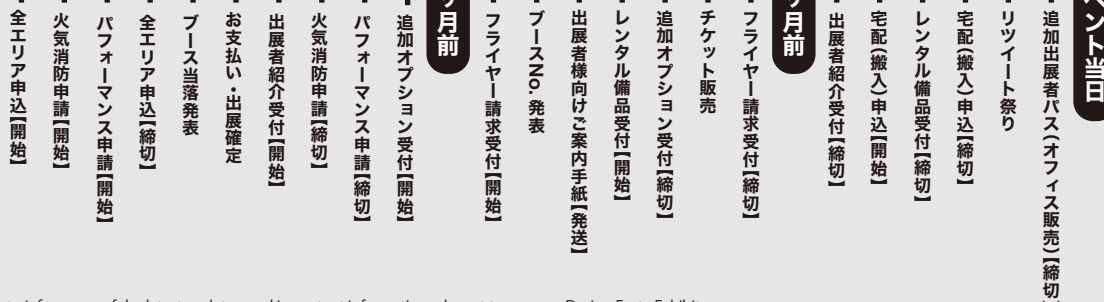 全エリア申込【開始】
火気消防申請【開始】
パフォーマンス申請【開始】
全エリア申込【締切】
ブース当落発表
お支払い・出展確定
出展者紹介受付【開始】
火気消防申請【締切】
パフォーマンス申請【締切】
追加オプション受付【開始】
月前
フライヤー請求受付【開始】
ブースNo. 発表
出展者様向けご案内手紙【発送】
レンタル備品受付【開始】
追加オプション受付【締切】
チケット販売
フライヤー請求受付【締切】
月前
出展者紹介受付【締切】
宅配(搬入)申込【開始】
レンタル備品受付【締切】
宅配(搬入)申込【締切】
リツイート祭り
追加出展者パス(オフィス販売)【締切
ント当日